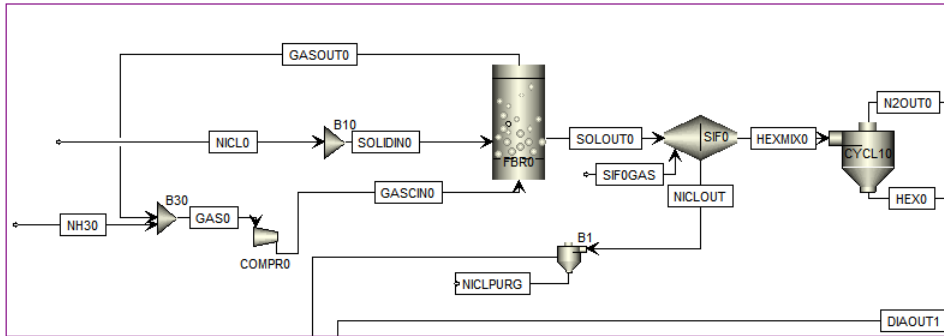 GASOUT0
N2OUT0
NICL0
B10
SOLIDIN0
FBR0
SOLOUT0
SIF0
HEXMIX0
CYCL10
SIF0GAS
GASCIN0
NICLOUT
HEX0
B30
NH30
GAS0
COMPR0
B1
NICLPURG
DIAOUT1